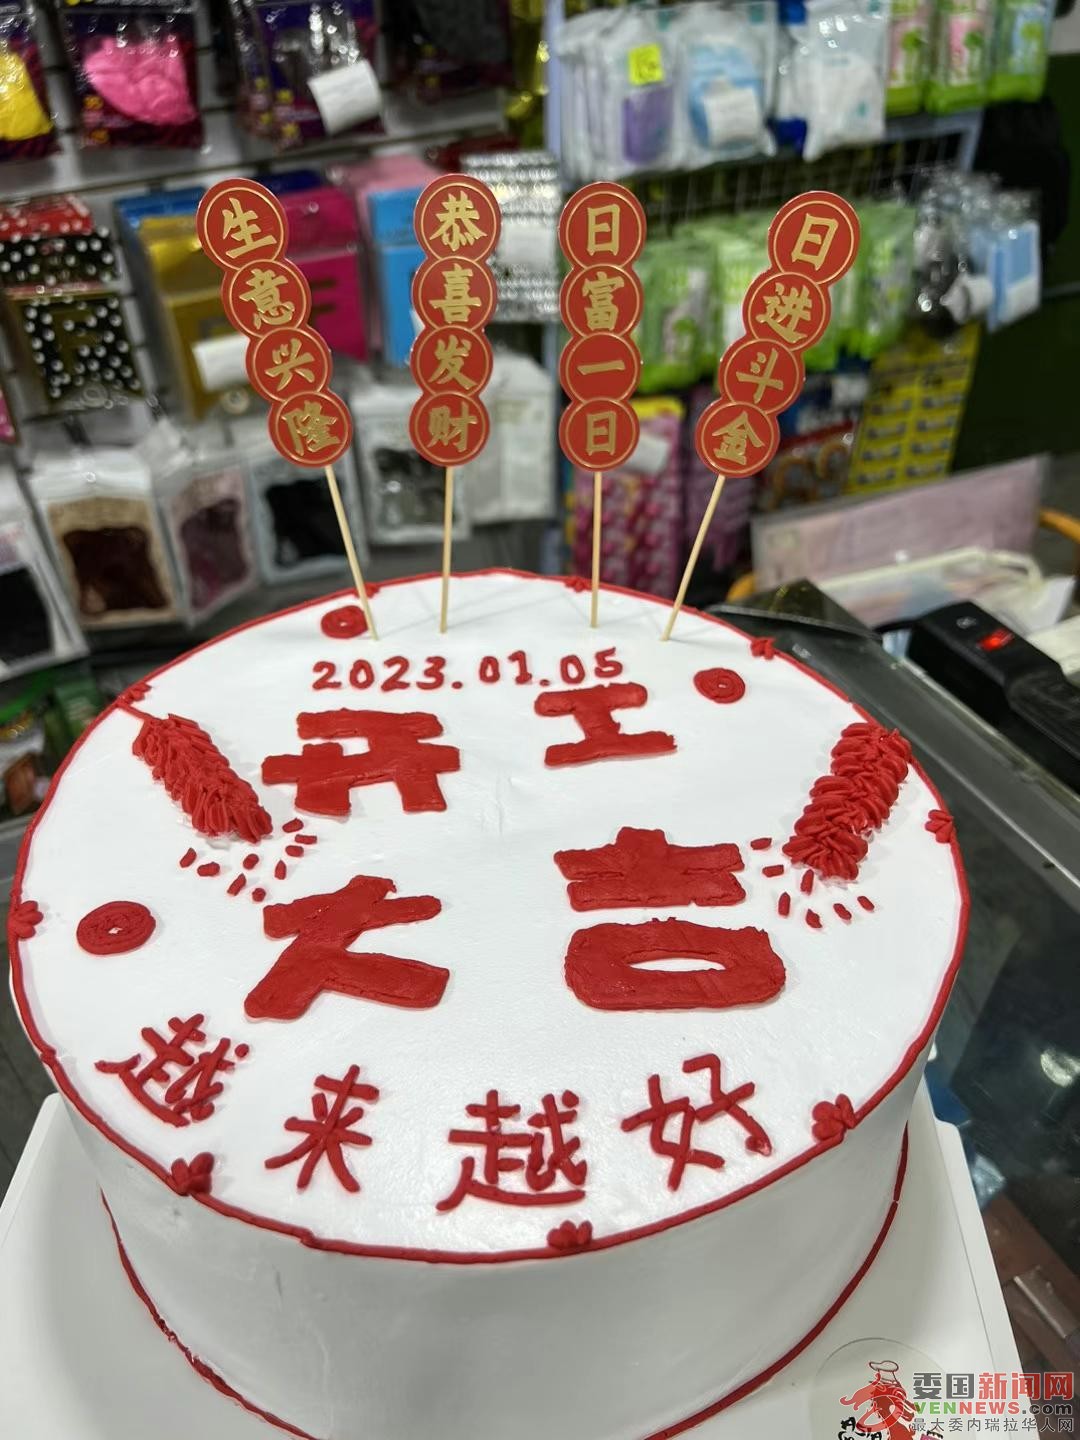 生意兴隆
恭喜发财
日富一日
日进斗金
2023.01.05
开工
大吉
越来越好
委国新闻网
VENNEWS.com
最大委内瑞拉华人网